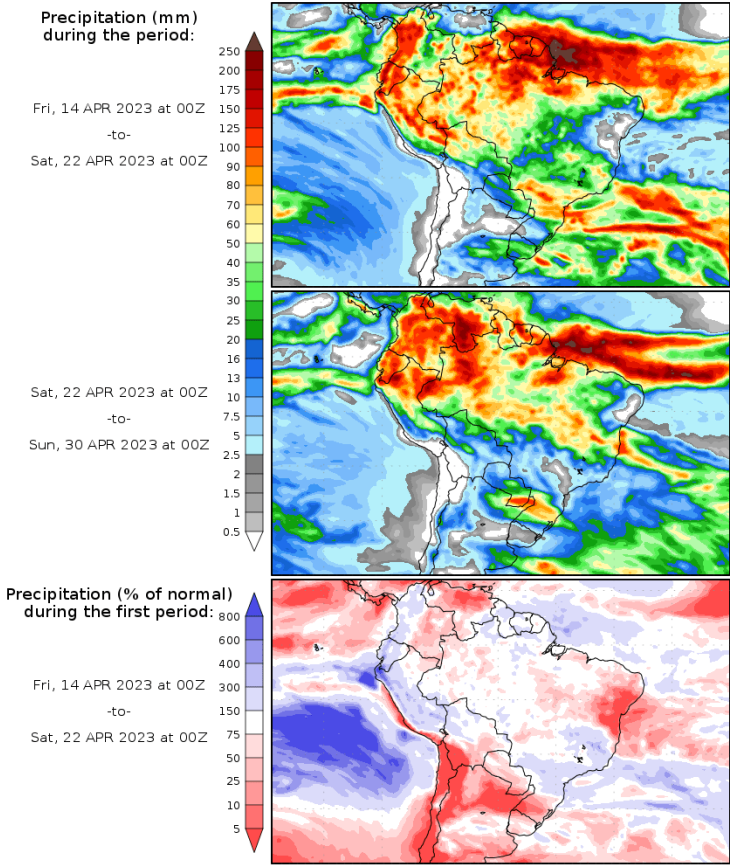 Precipitation (mm)
during the period:
250
200
175
150
125
100
90
80
70
60
50
40
35
30
25
20
16
13
10
7.5
5
2.5
2
1.5
1
0.5
Fri, 14 APR 2023 at 00Z
-to-
Sat, 22 APR 2023 at 00Z
Sat, 22 APR 2023 at 00Z
-to-
Sun, 30 APR 2023 at 00Z
Precipitation (% of normal)
during the first period:
800
600
400
300
150
75
50
25
10
5
Fri, 14 APR 2023 at 00Z
-to-
Sat, 22 APR 2023 at 00Z